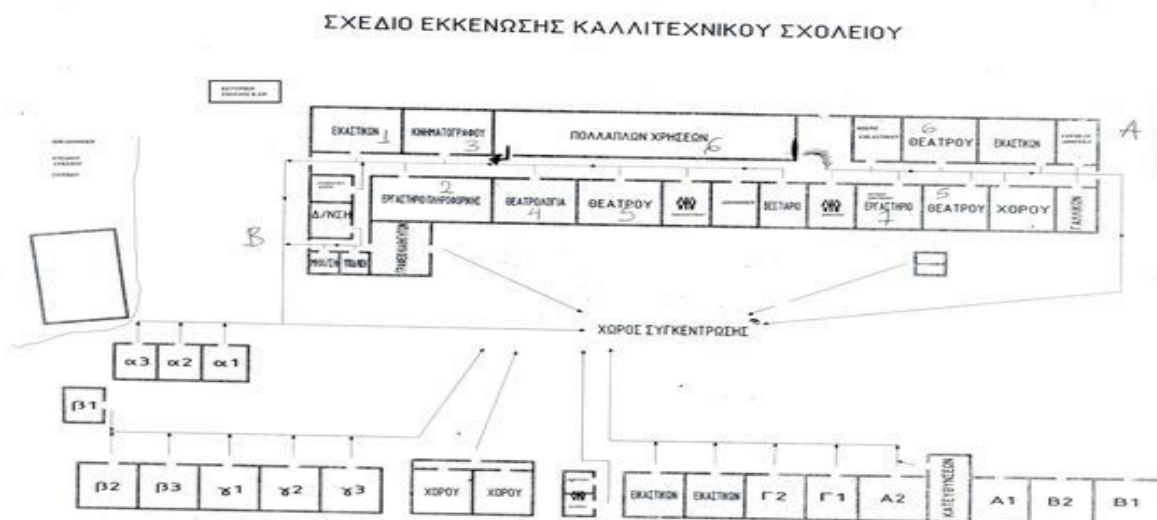 ΣΧΕΔΙΟ ΕΚΚΕΝΩΣΗΣ ΚΑΛΛΙΤΕΧΝΙΚΟΥ ΣΧΟΛΕΙΟΥ
ΕΙΚΑΣΤΙΚΩΝ 1
ΚΙΝΗΜΑΤΟΓΡΑΦΟΥ 3
ΠΟΛΛΑΠΛΩΝ ΧΡΗΣΕΩΝ 6
ΘΕΑΤΡΟΥ 6
ΕΙΚΑΣΤΙΚΩΝ
A
ΕΡΓΑΣΤΗΡΙΟ ΠΛΗΡΟΦΟΡΙΚΗΣ 2
ΘΕΑΤΡΟΛΟΓΙΑ 4
ΘΕΑΤΡΟΥ 5
ΒΕΣΤΙΑΡΙΟ
ΕΡΓΑΣΤΗΡΙΟ 7
ΘΕΑΤΡΟΥ 5
ΧΟΡΟΥ
ΓΑΛΛΙΚΩΝ
Δ/ΝΣΗ
B
ΧΩΡΟΣ ΣΥΓΚΕΝΤΡΩΣΗΣ
α3 α2 α1
β1
β2 β3 γ1 γ2 γ3
ΧΟΡΟΥ ΧΟΡΟΥ
ΕΙΚΑΣΤΙΚΩΝ ΕΙΚΑΣΤΙΚΩΝ Γ2 Γ1 Α2
ΚΑΤΕΥΘΥΝΣΕΩΝ
Α1 Β2 Β1